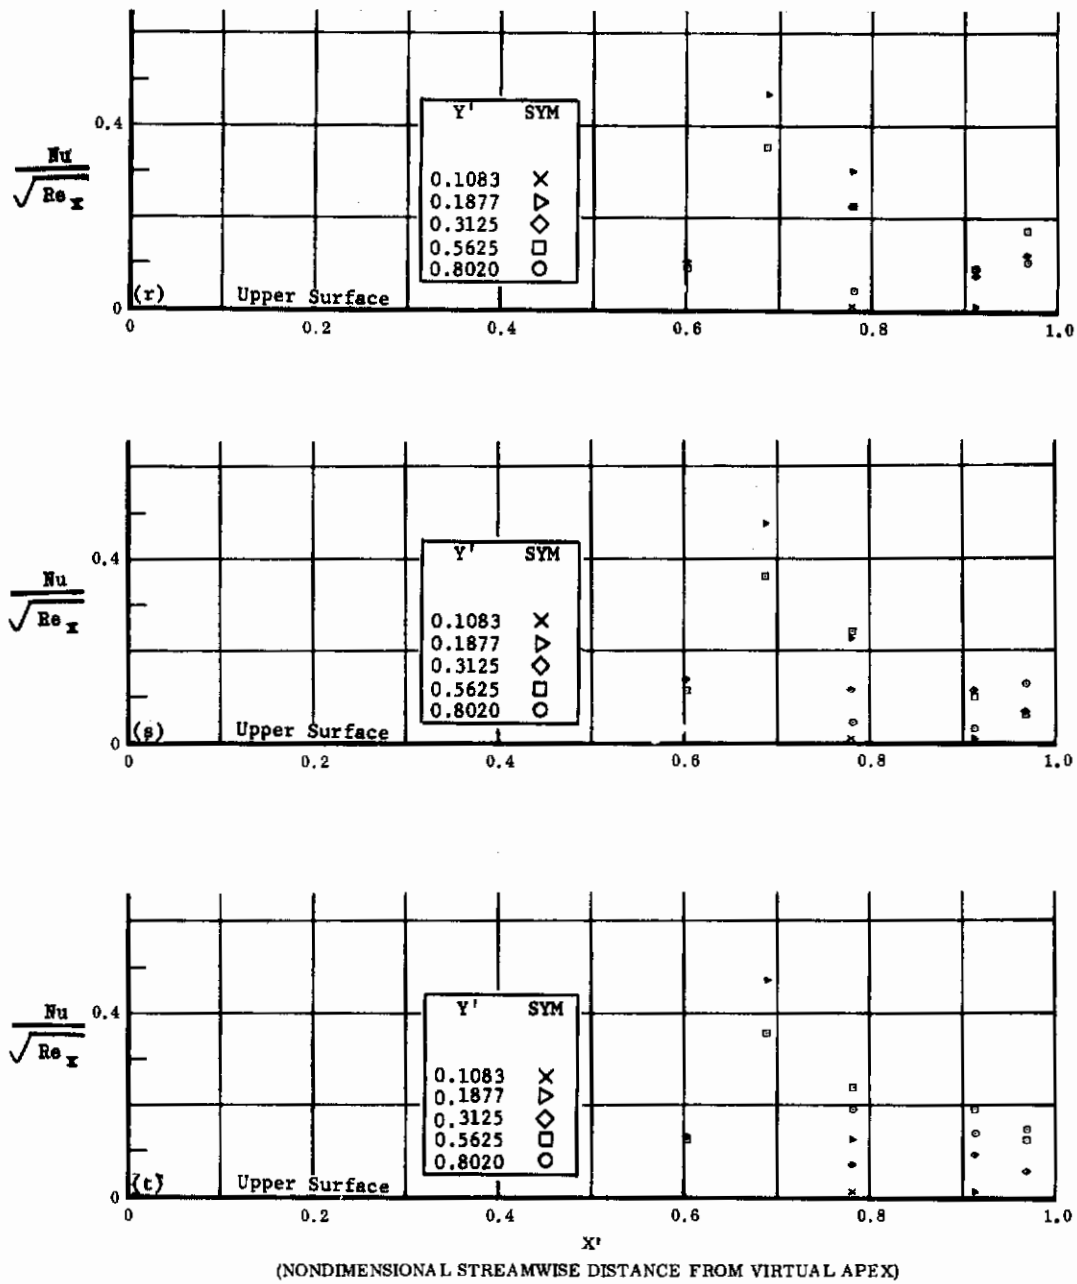 Nu
√Re x
0.4
0
Y' SYM
0.1083 ×
0.1877 ▷
0.3125 ◇
0.5625 □
0.8020 ○
(r) Upper Surface
0 0.2 0.4 0.6 0.8 1.0
Nu
√Re x
0.4
0
Y' SYM
0.1083 ×
0.1877 ▷
0.3125 ◇
0.5625 □
0.8020 ○
(s) Upper Surface
0 0.2 0.4 0.6 0.8 1.0
Nu
√Re x
0.4
0
Y' SYM
0.1083 ×
0.1877 ▷
0.3125 ◇
0.5625 □
0.8020 ○
(t) Upper Surface
0 0.2 0.4 0.6 0.8 1.0
X'
(NONDIMENSIONAL STREAMWISE DISTANCE FROM VIRTUAL APEX)